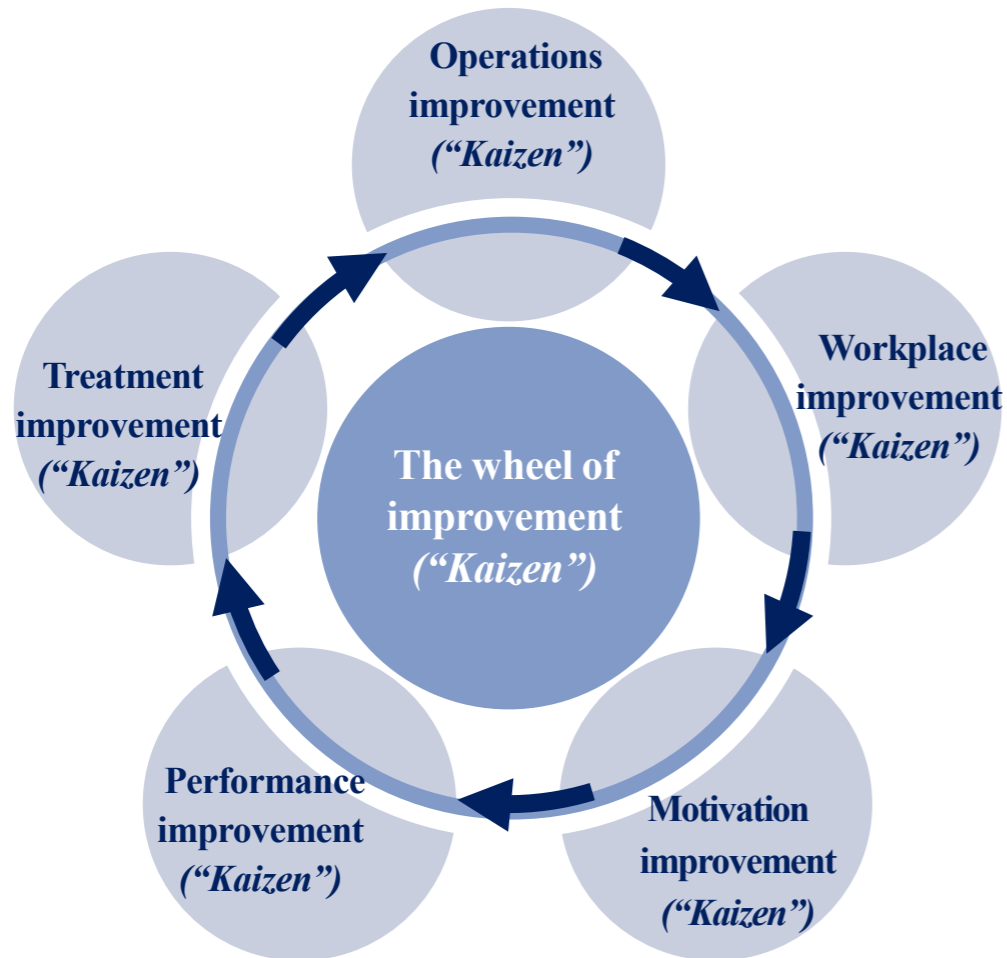 Operations
improvement
(“Kaizen”)
Workplace
improvement
(“Kaizen”)
Motivation
improvement
(“Kaizen”)
Performance
improvement
(“Kaizen”)
Treatment
improvement
(“Kaizen”)
The wheel of
improvement
(“Kaizen”)